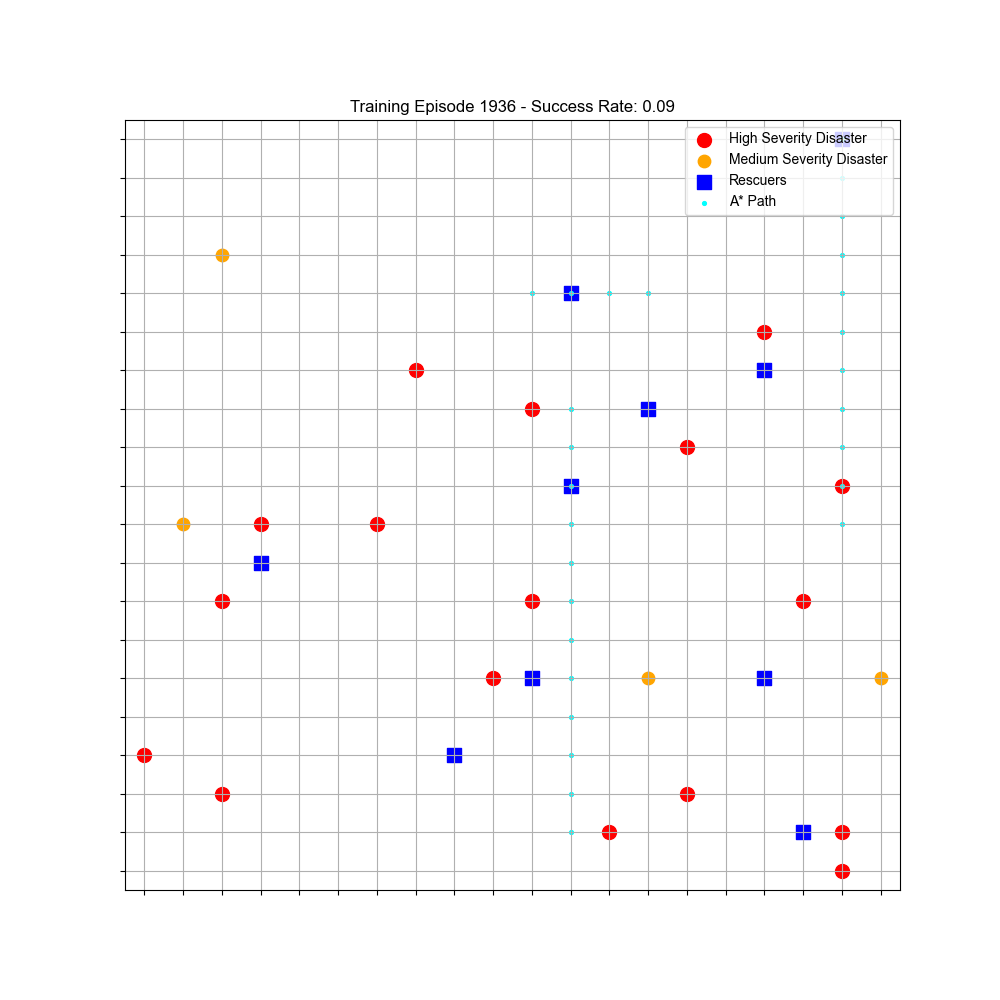 Training Episode 1936 - Success Rate: 0.09
High Severity Disaster
Medium Severity Disaster
Rescuers
A* Path